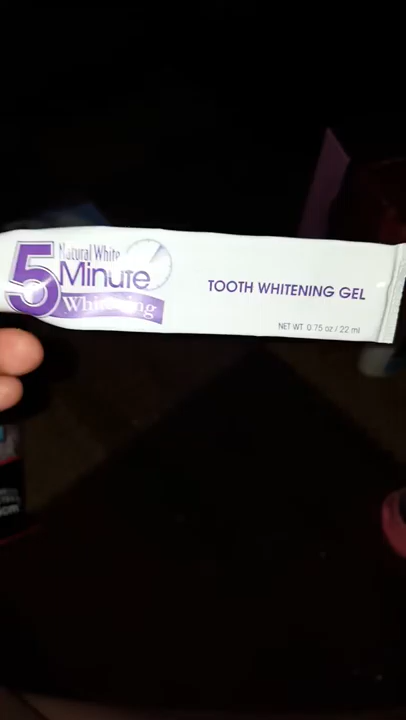 5
Natural White
Minute
Whitening
TOOTH WHITENING GEL
NET WT. 0.75 oz / 22 ml